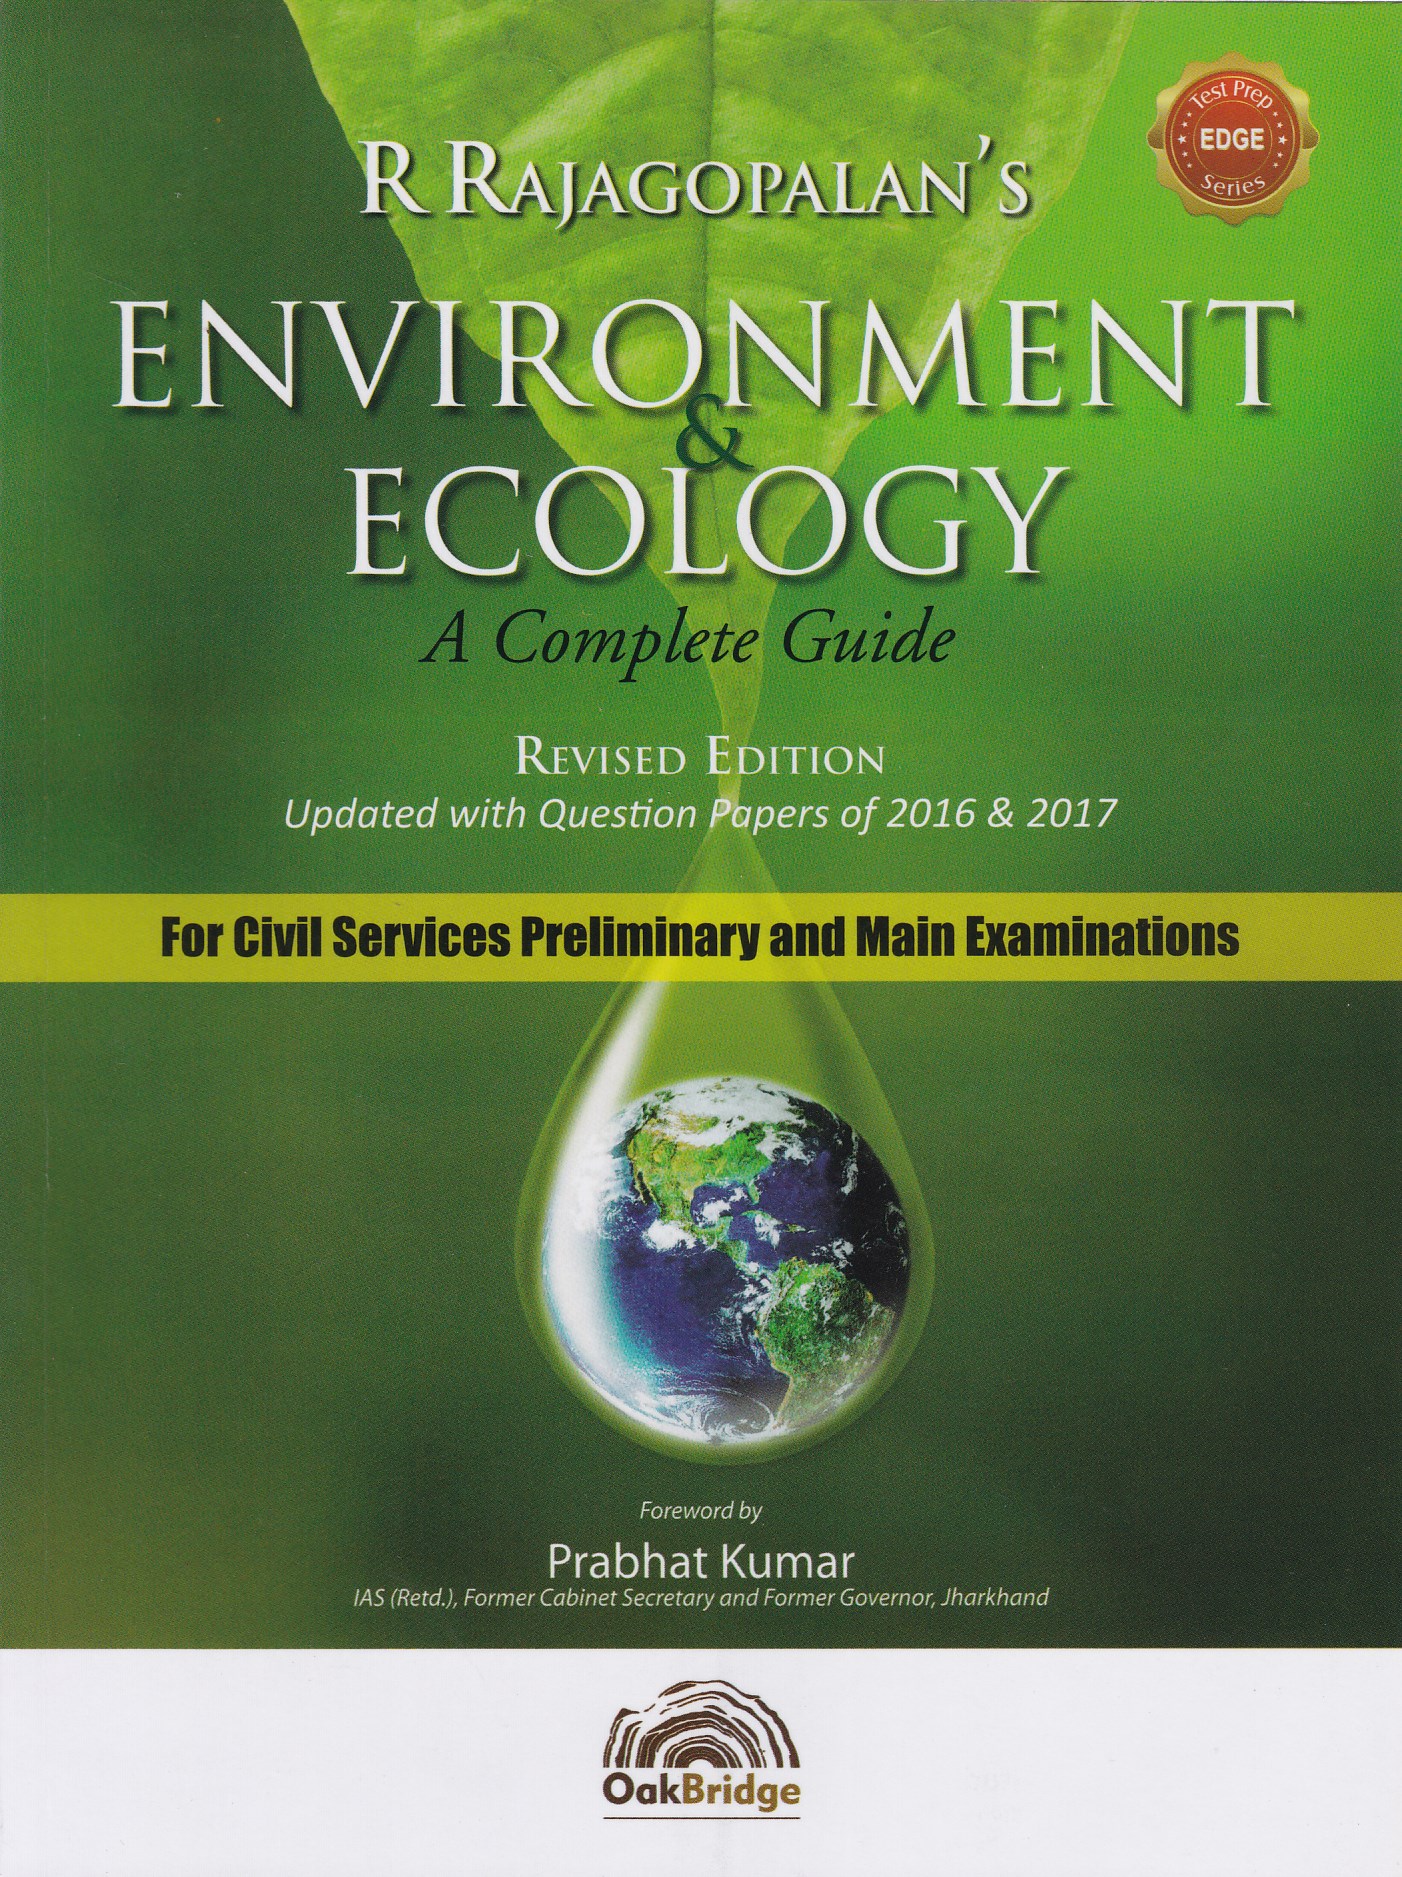 Test Prep
EDGE
Series
R RAJAGOPALAN'S
ENVIRONMENT
&
ECOLOGY
A Complete Guide
REVISED EDITION
Updated with Question Papers of 2016 & 2017
For Civil Services Preliminary and Main Examinations
Foreword by
Prabhat Kumar
IAS (Retd.), Former Cabinet Secretary and Former Governor, Jharkhand
OakBridge